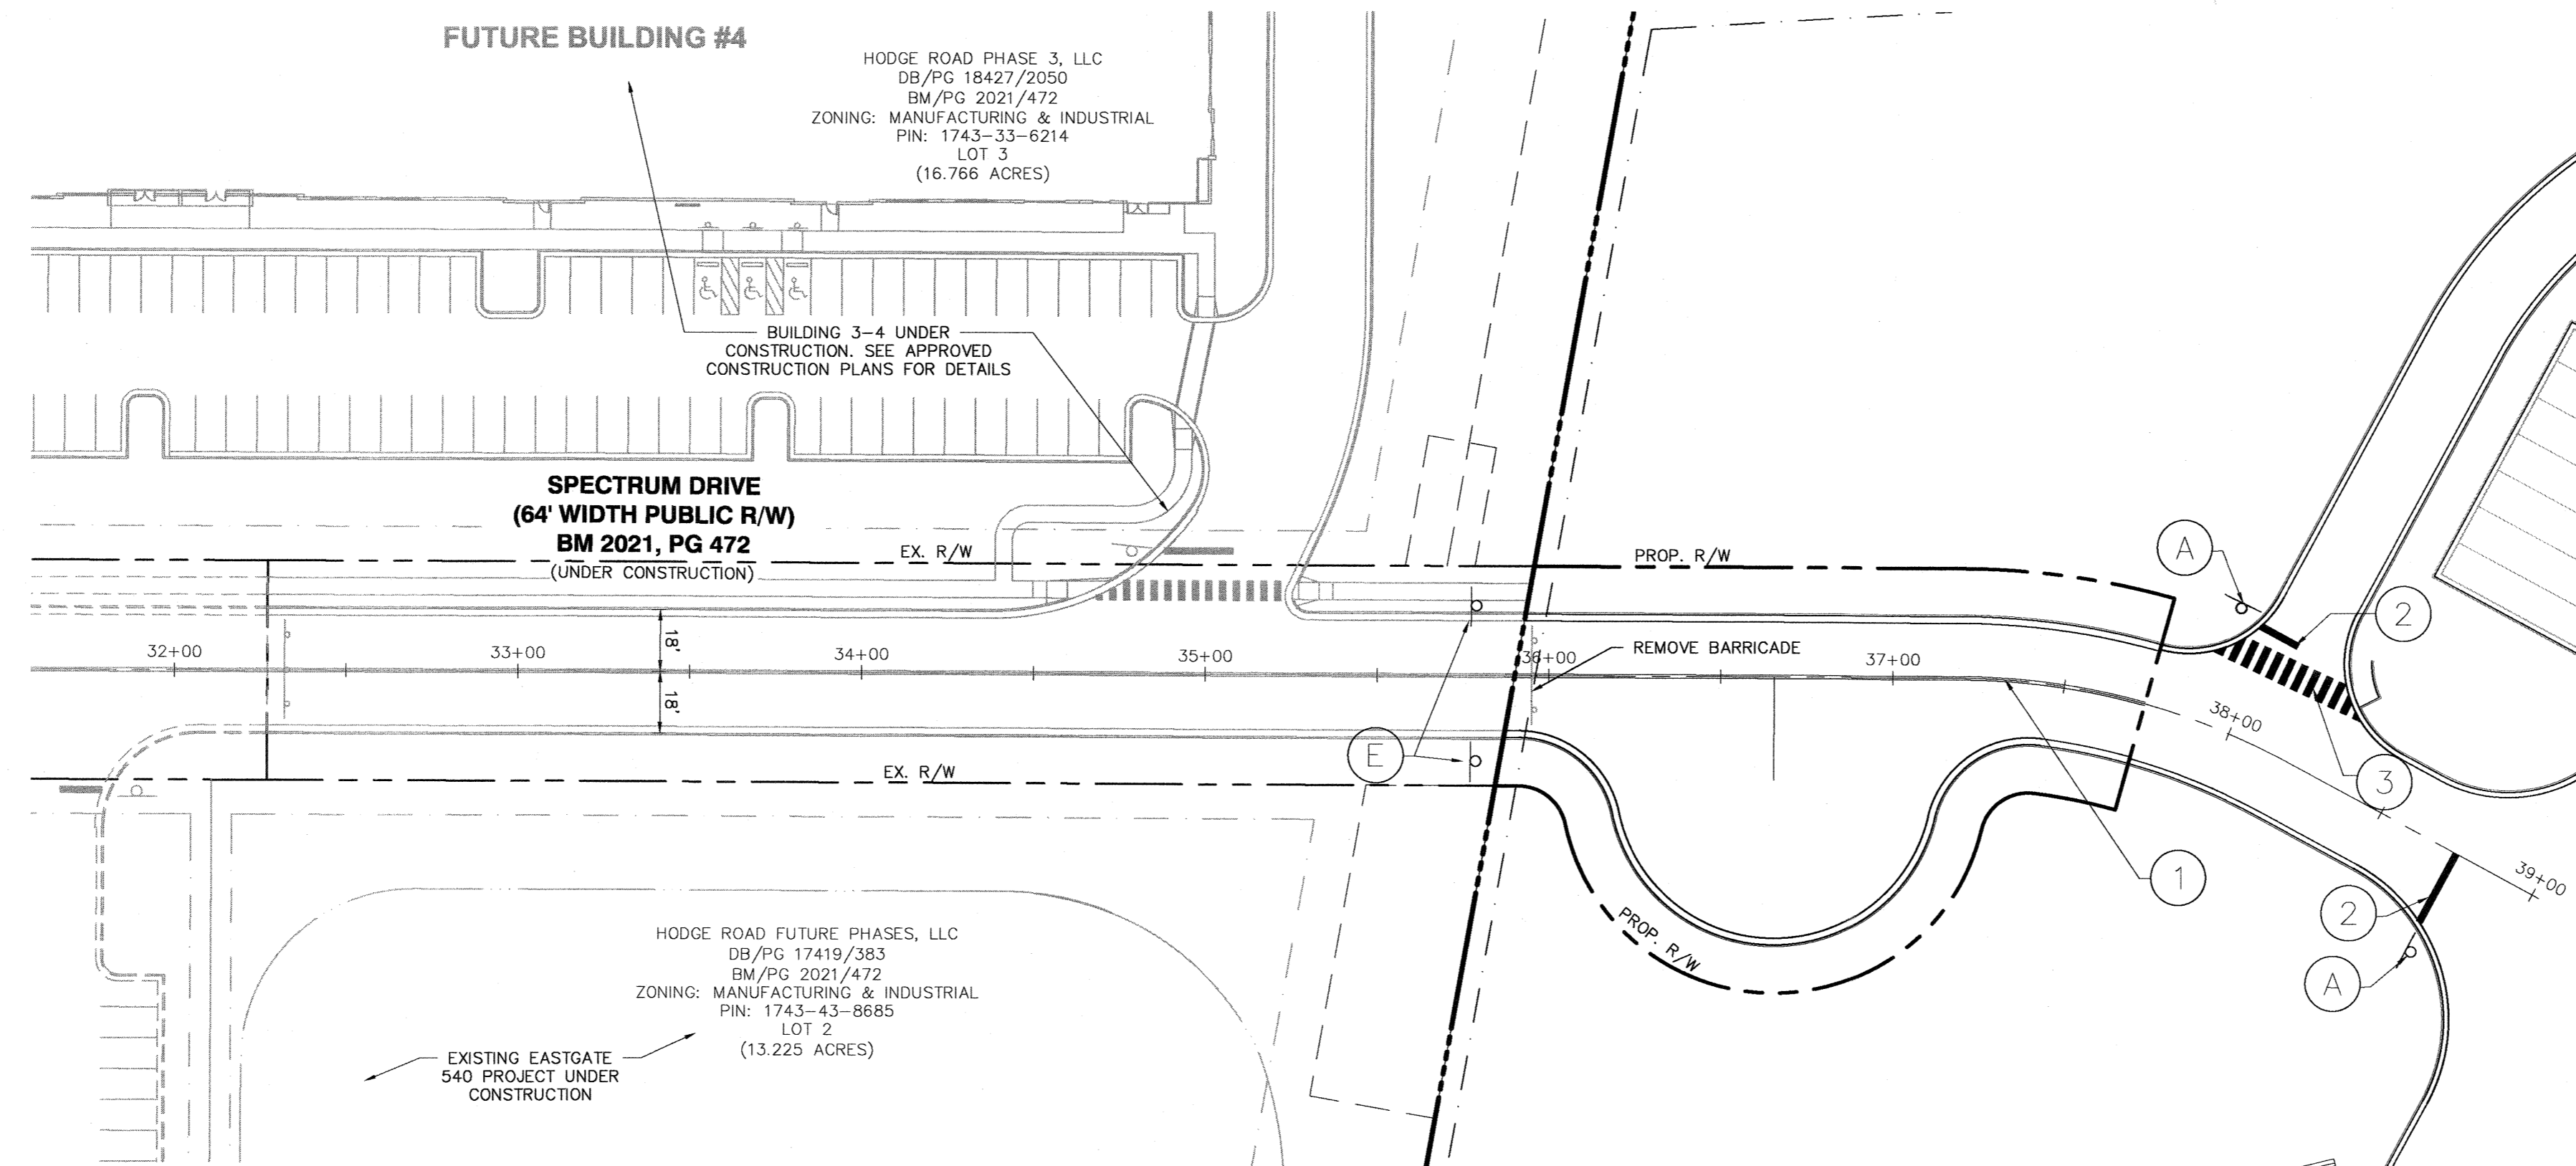 FUTURE BUILDING #4
HODGE ROAD PHASE 3, LLC
DB/PG 18427/2050
BM/PG 2021/472
ZONING: MANUFACTURING & INDUSTRIAL
PIN: 1743-33-6214
LOT 3
(16.766 ACRES)
BUILDING 3-4 UNDER
CONSTRUCTION. SEE APPROVED
CONSTRUCTION PLANS FOR DETAILS
SPECTRUM DRIVE
(64' WIDTH PUBLIC R/W)
BM 2021, PG 472
(UNDER CONSTRUCTION)
EX. R/W
PROP. R/W
A
2
18'
18'
32+00
33+00
34+00
35+00
36+00
37+00
38+00
39+00
REMOVE BARRICADE
E
EX. R/W
3
1
2
A
PROP. R/W
HODGE ROAD FUTURE PHASES, LLC
DB/PG 17419/383
BM/PG 2021/472
ZONING: MANUFACTURING & INDUSTRIAL
PIN: 1743-43-8685
LOT 2
(13.225 ACRES)
EXISTING EASTGATE
540 PROJECT UNDER
CONSTRUCTION